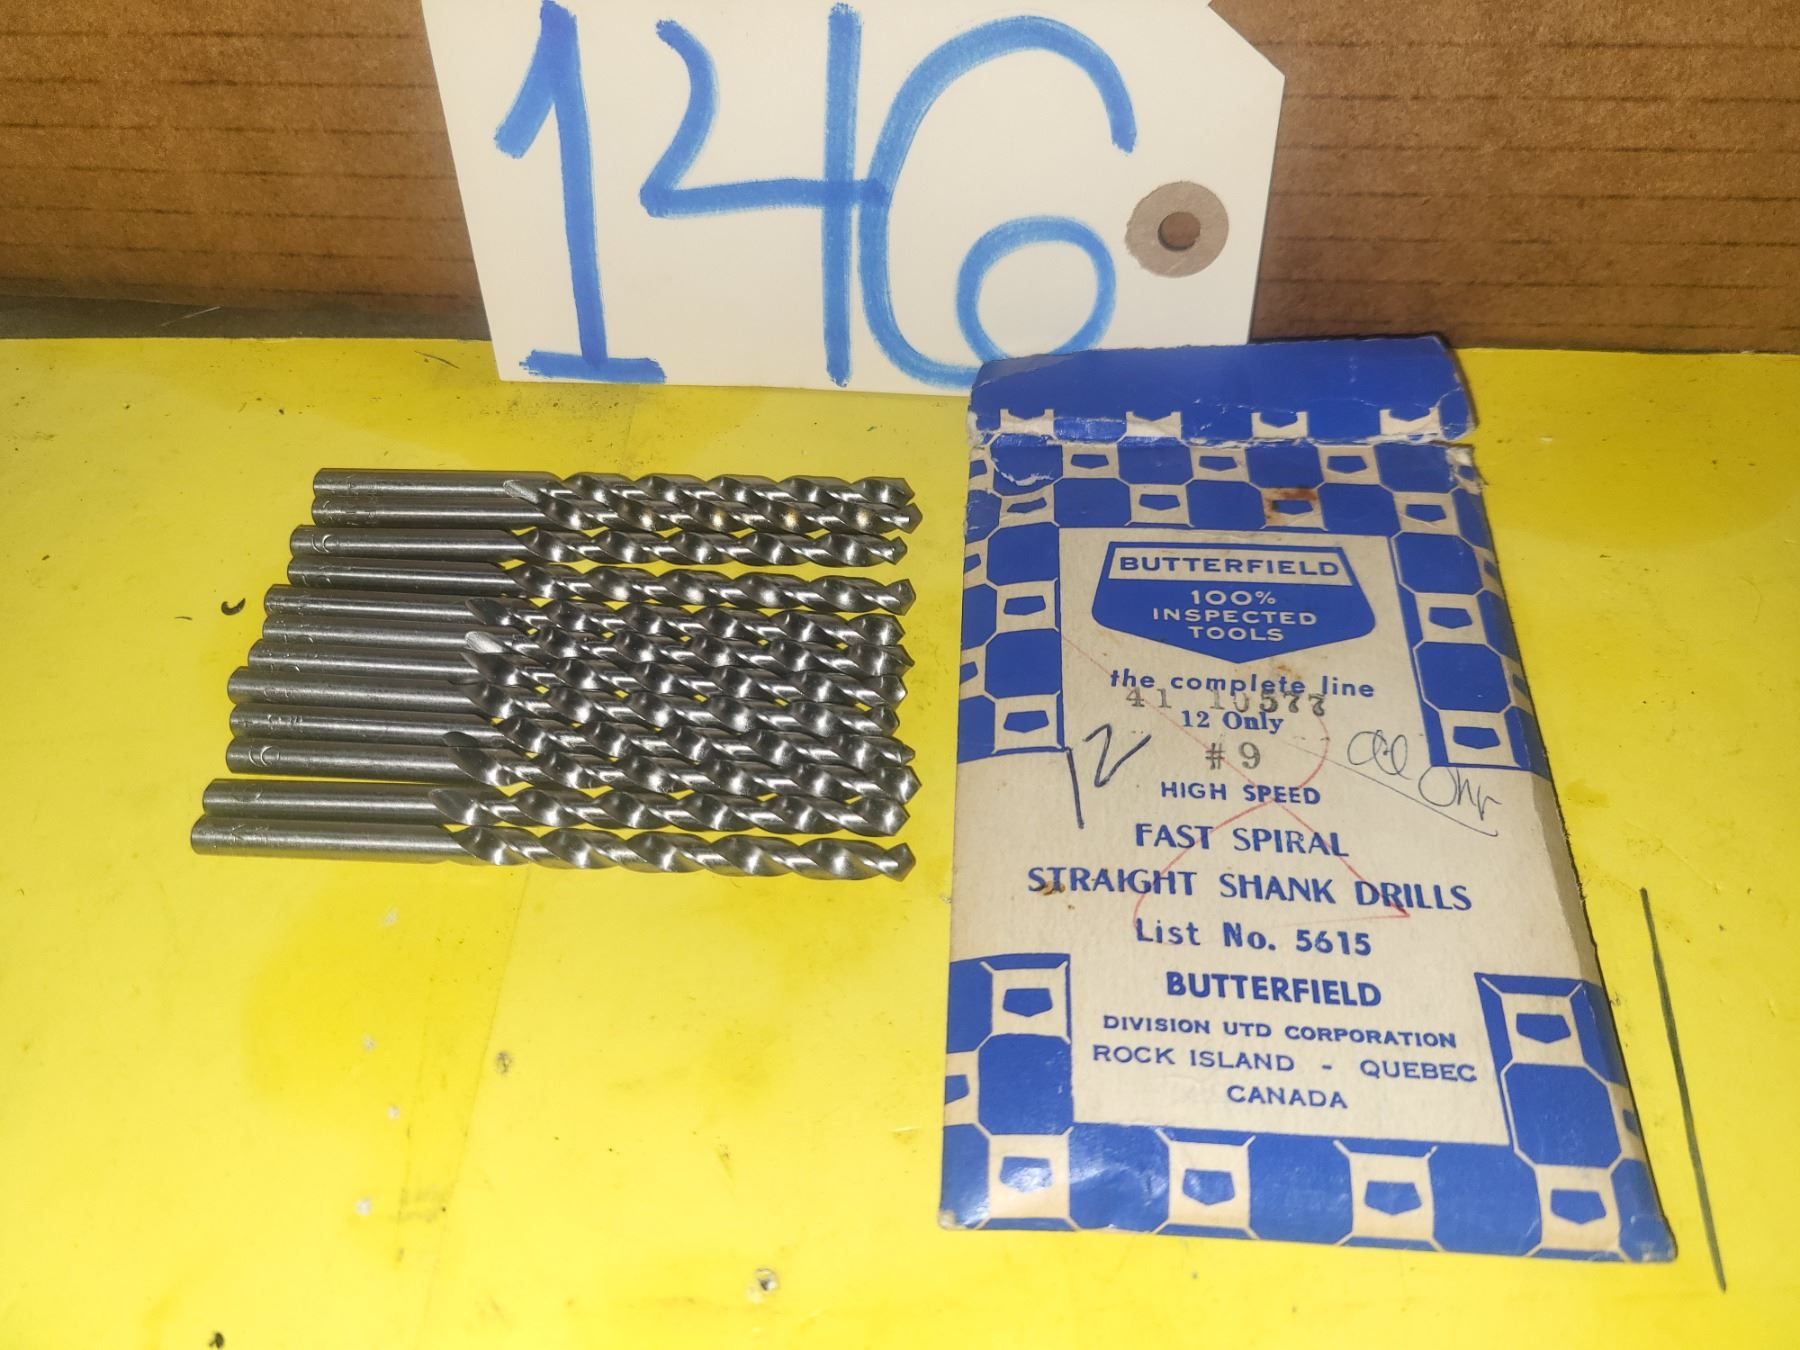 146
BUTTERFIELD
100%
INSPECTED
TOOLS
the complete line
41 10577
12 Only
12
#9
HIGH SPEED
FAST SPIRAL
STRAIGHT SHANK DRILLS
List No. 5615
BUTTERFIELD
DIVISION UTD CORPORATION
ROCK ISLAND - QUEBEC
CANADA